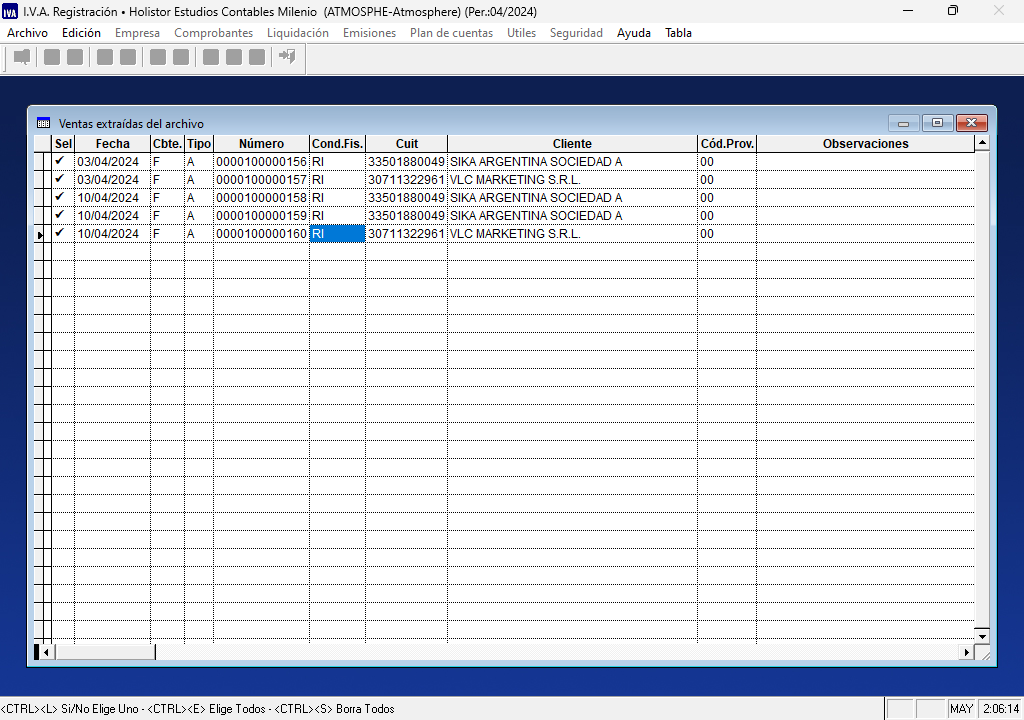 IVA I.V.A. Registración • Holistor Estudios Contables Milenio (ATMOSPHE-Atmosphere) (Per.:04/2024)
Archivo Edición Empresa Comprobantes Liquidación Emisiones Plan de cuentas Utiles Seguridad Ayuda Tabla
Ventas extraídas del archivo
Sel Fecha Cbte. Tipo Número Cond.Fis. Cuit Cliente Cód.Prov. Observaciones
✔ 03/04/2024 F A 0000100000156 RI 33501880049 SIKA ARGENTINA SOCIEDAD A 00
✔ 03/04/2024 F A 0000100000157 RI 30711322961 VLC MARKETING S.R.L. 00
✔ 10/04/2024 F A 0000100000158 RI 33501880049 SIKA ARGENTINA SOCIEDAD A 00
✔ 10/04/2024 F A 0000100000159 RI 33501880049 SIKA ARGENTINA SOCIEDAD A 00
✔ 10/04/2024 F A 0000100000160 RI 30711322961 VLC MARKETING S.R.L. 00
<CTRL><L> Si/No Elige Uno - <CTRL><E> Elige Todos - <CTRL><S> Borra Todos MAY 2:06:14